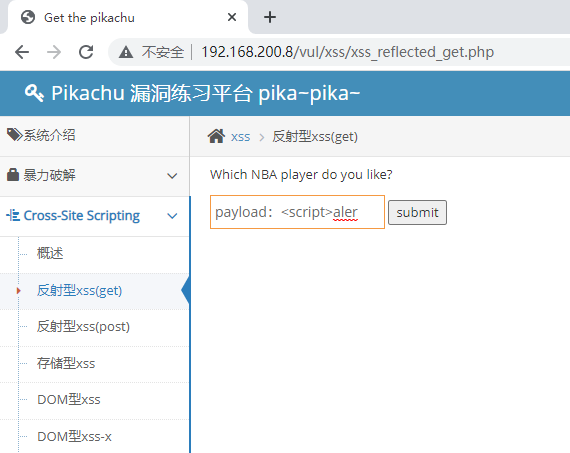 Get the pikachu
不安全 192.168.200.8/vul/xss/xss_reflected_get.php
Pikachu 漏洞练习平台 pika~pika~
系统介绍
暴力破解
Cross-Site Scripting
概述
反射型xss(get)
反射型xss(post)
存储型xss
DOM型xss
DOM型xss-x
xss > 反射型xss(get)
Which NBA player do you like?
payload：<script>aler submit